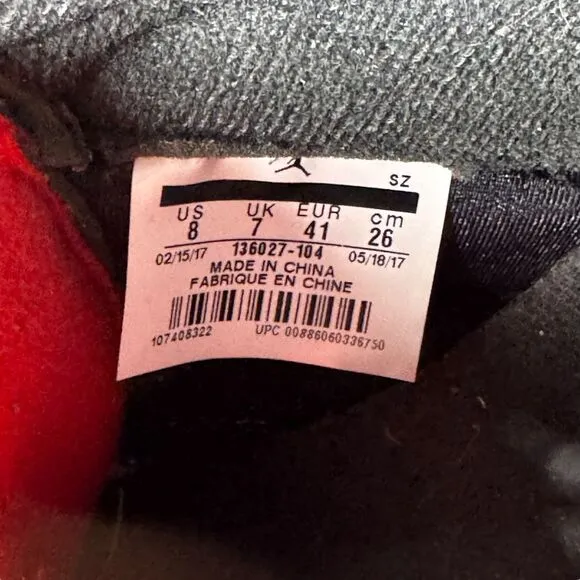 SZ
US UK EUR cm
8 7 41 26
02/15/17 136027-104 05/18/17
MADE IN CHINA
FABRIQUE EN CHINE
107408322 UPC 00886060336750